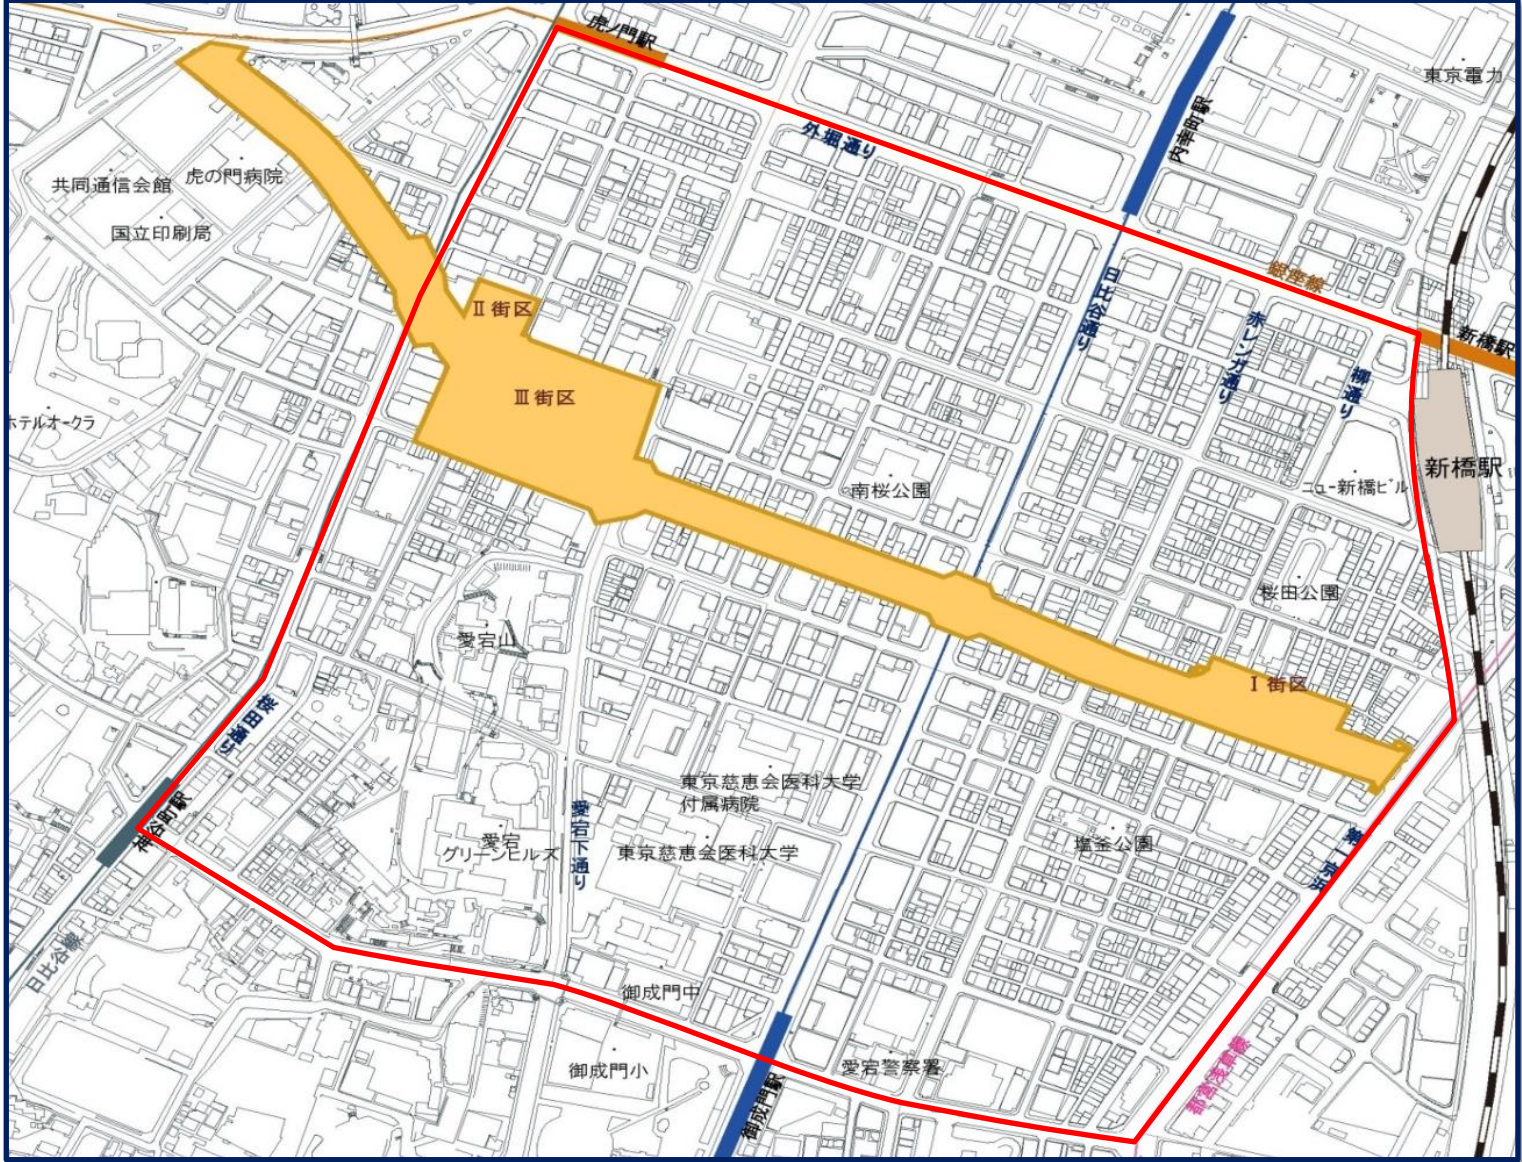 虎ノ門駅
東京電力
内幸町駅
外堀通り
共同通信会館
虎の門病院
国立印刷局
銀座線
日比谷通り
赤レンガ通り
柳通り
新橋駅
Ⅱ街区
Ⅲ街区
ホテルオークラ
新橋駅
南桜公園
ニュー新橋ビル
桜田公園
愛宕山
Ⅰ街区
桜田通り
東京慈恵会医科大学
付属病院
神谷町駅
愛宕
グリーンヒルズ
愛宕下通り
東京慈恵会医科大学
塩釜公園
第一京浜
日比谷線
御成門中
御成門小
愛宕警察署
御成門駅
都営浅草線